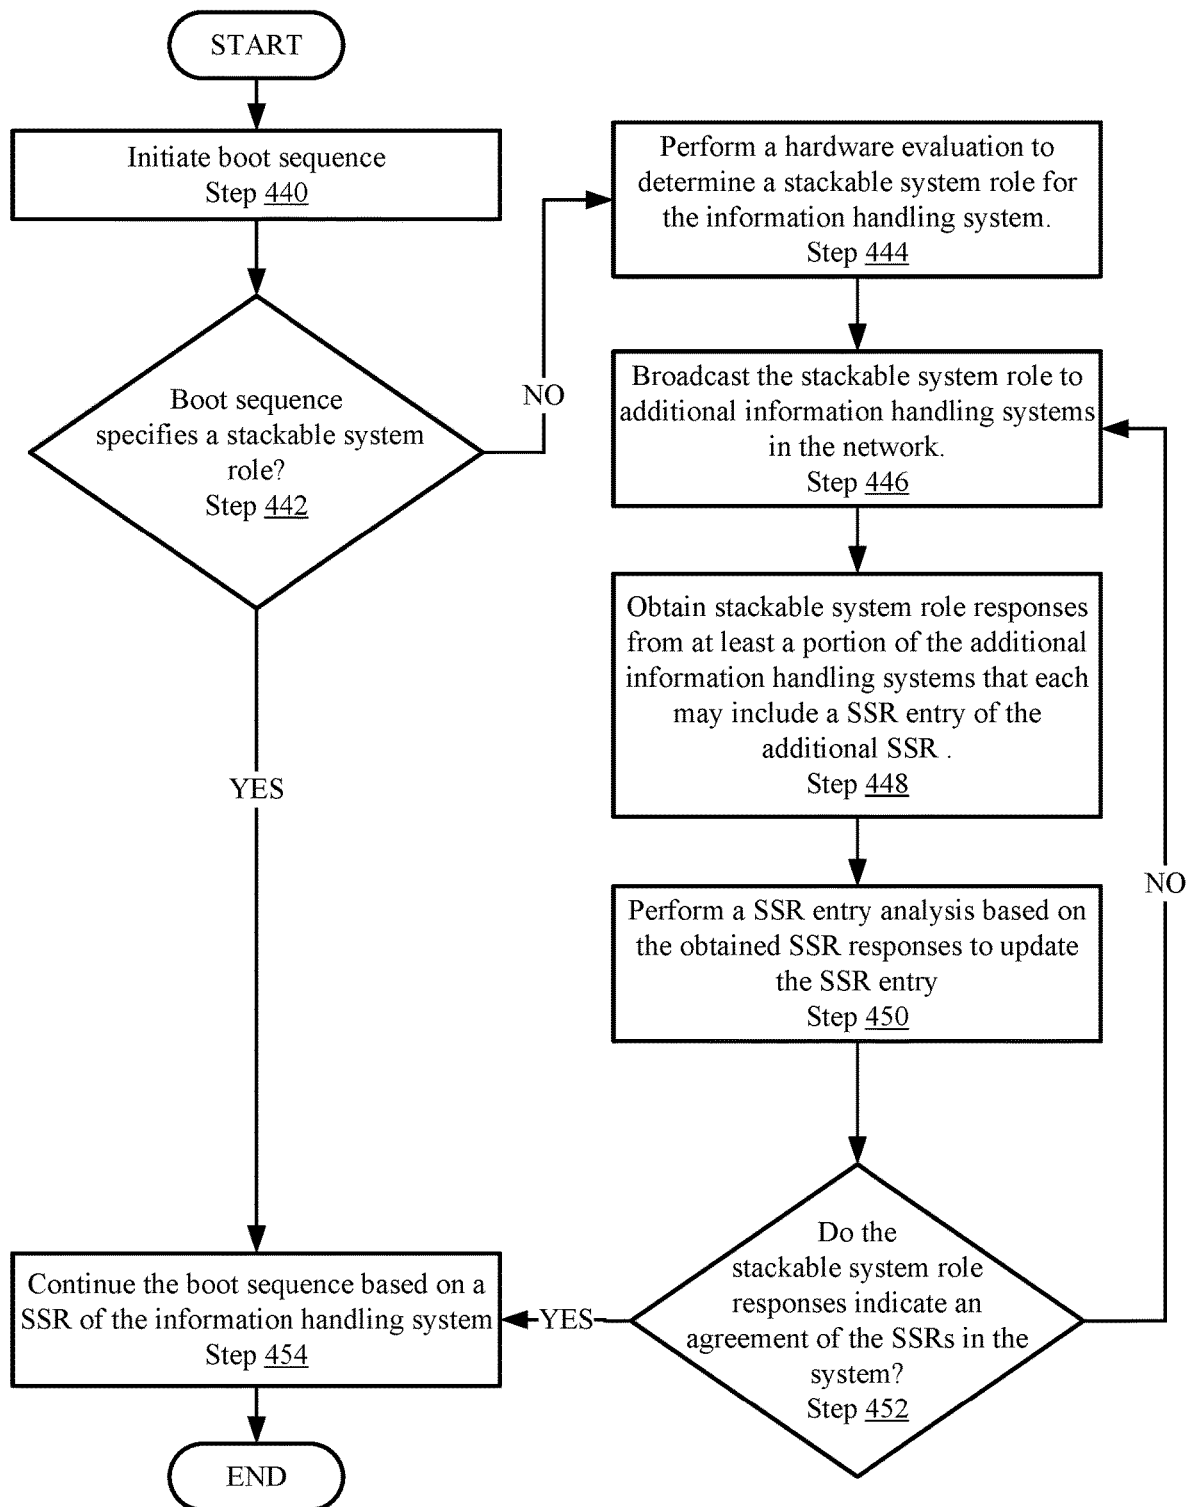 START
Initiate boot sequence
Step 440
Boot sequence
specifies a stackable system
role?
Step 442
NO
YES
Perform a hardware evaluation to
determine a stackable system role for
the information handling system.
Step 444
Broadcast the stackable system role to
additional information handling systems
in the network.
Step 446
Obtain stackable system role responses
from at least a portion of the additional
information handling systems that each
may include a SSR entry of the
additional SSR .
Step 448
Perform a SSR entry analysis based on
the obtained SSR responses to update
the SSR entry
Step 450
Do the
stackable system role
responses indicate an
agreement of the SSRs in the
system?
Step 452
NO
YES
Continue the boot sequence based on a
SSR of the information handling system
Step 454
END